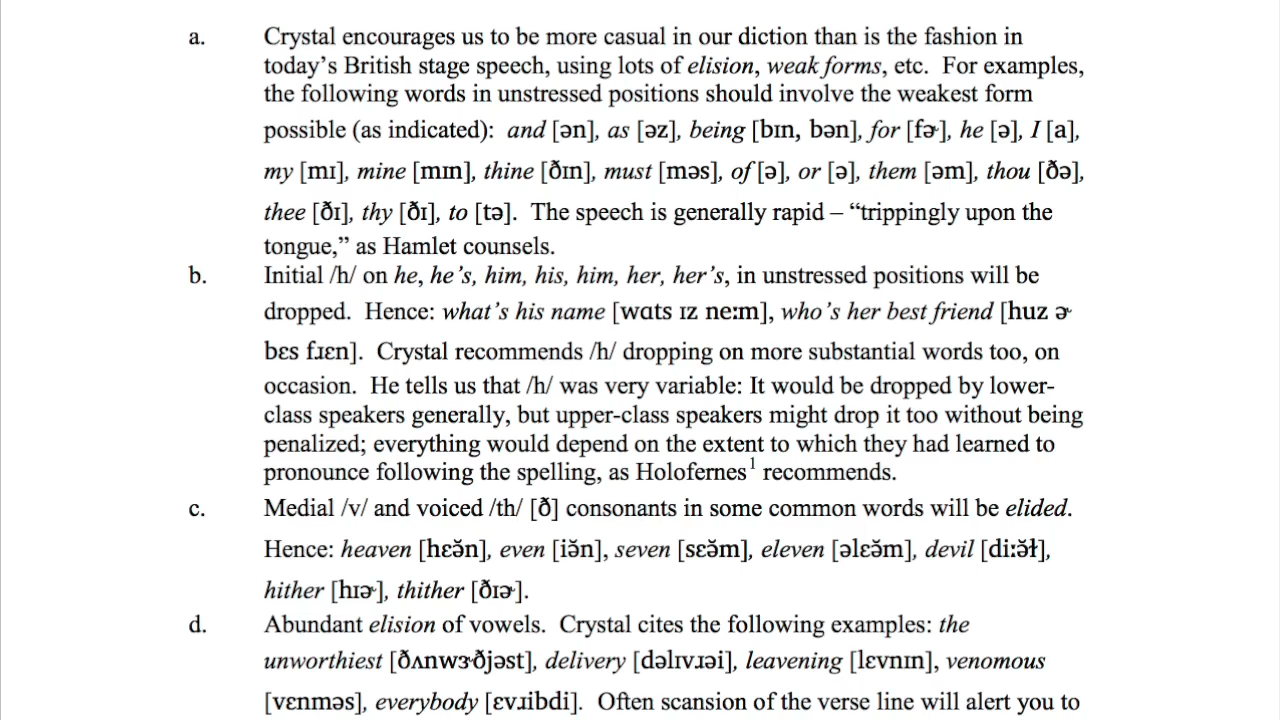 a. Crystal encourages us to be more casual in our diction than is the fashion in
today’s British stage speech, using lots of elision, weak forms, etc.  For examples,
the following words in unstressed positions should involve the weakest form
possible (as indicated):  and [ən], as [əz], being [bɪn, bən], for [fɚ], he [ə], I [a],
my [mɪ], mine [mɪn], thine [ðɪn], must [məs], of [ə], or [ə], them [əm], thou [ðə],
thee [ðɪ], thy [ðɪ], to [tə].  The speech is generally rapid – “trippingly upon the
tongue,” as Hamlet counsels.
b. Initial /h/ on he, he’s, him, his, him, her, her’s, in unstressed positions will be
dropped.  Hence: what’s his name [wɑts ɪz neːm], who’s her best friend [huz ɚ
bɛs fɹɛn].  Crystal recommends /h/ dropping on more substantial words too, on
occasion.  He tells us that /h/ was very variable: It would be dropped by lower-
class speakers generally, but upper-class speakers might drop it too without being
penalized; everything would depend on the extent to which they had learned to
pronounce following the spelling, as Holofernes¹ recommends.
c. Medial /v/ and voiced /th/ [ð] consonants in some common words will be elided.
Hence: heaven [hɛə̆n], even [iə̆n], seven [sɛə̆m], eleven [əlɛə̆m], devil [diːə̆ɫ],
hither [hɪɚ], thither [ðɪɚ].
d. Abundant elision of vowels.  Crystal cites the following examples: the
unworthiest [ðʌnwɝðjəst], delivery [dəlɪvɹəi], leavening [lɛvnɪn], venomous
[vɛnməs], everybody [ɛvɹibdi].  Often scansion of the verse line will alert you to